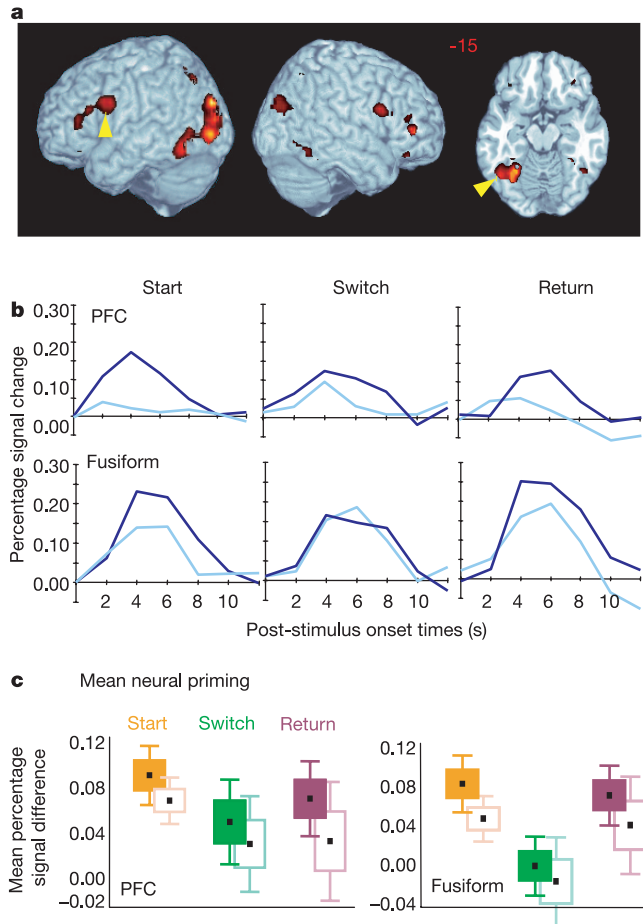 a
-15
Start Switch Return
b
PFC
0.30
0.20
0.10
0.00
Fusiform
0.30
0.20
0.10
0.00
Percentage signal change
2 4 6 8 10 2 4 6 8 10 2 4 6 8 10
Post-stimulus onset times (s)
c Mean neural priming
Start Switch Return
Mean percentage
signal difference
0.12
0.08
0.04
0.00
−0.02
PFC
0.12
0.08
0.04
0.00
−0.04
Fusiform